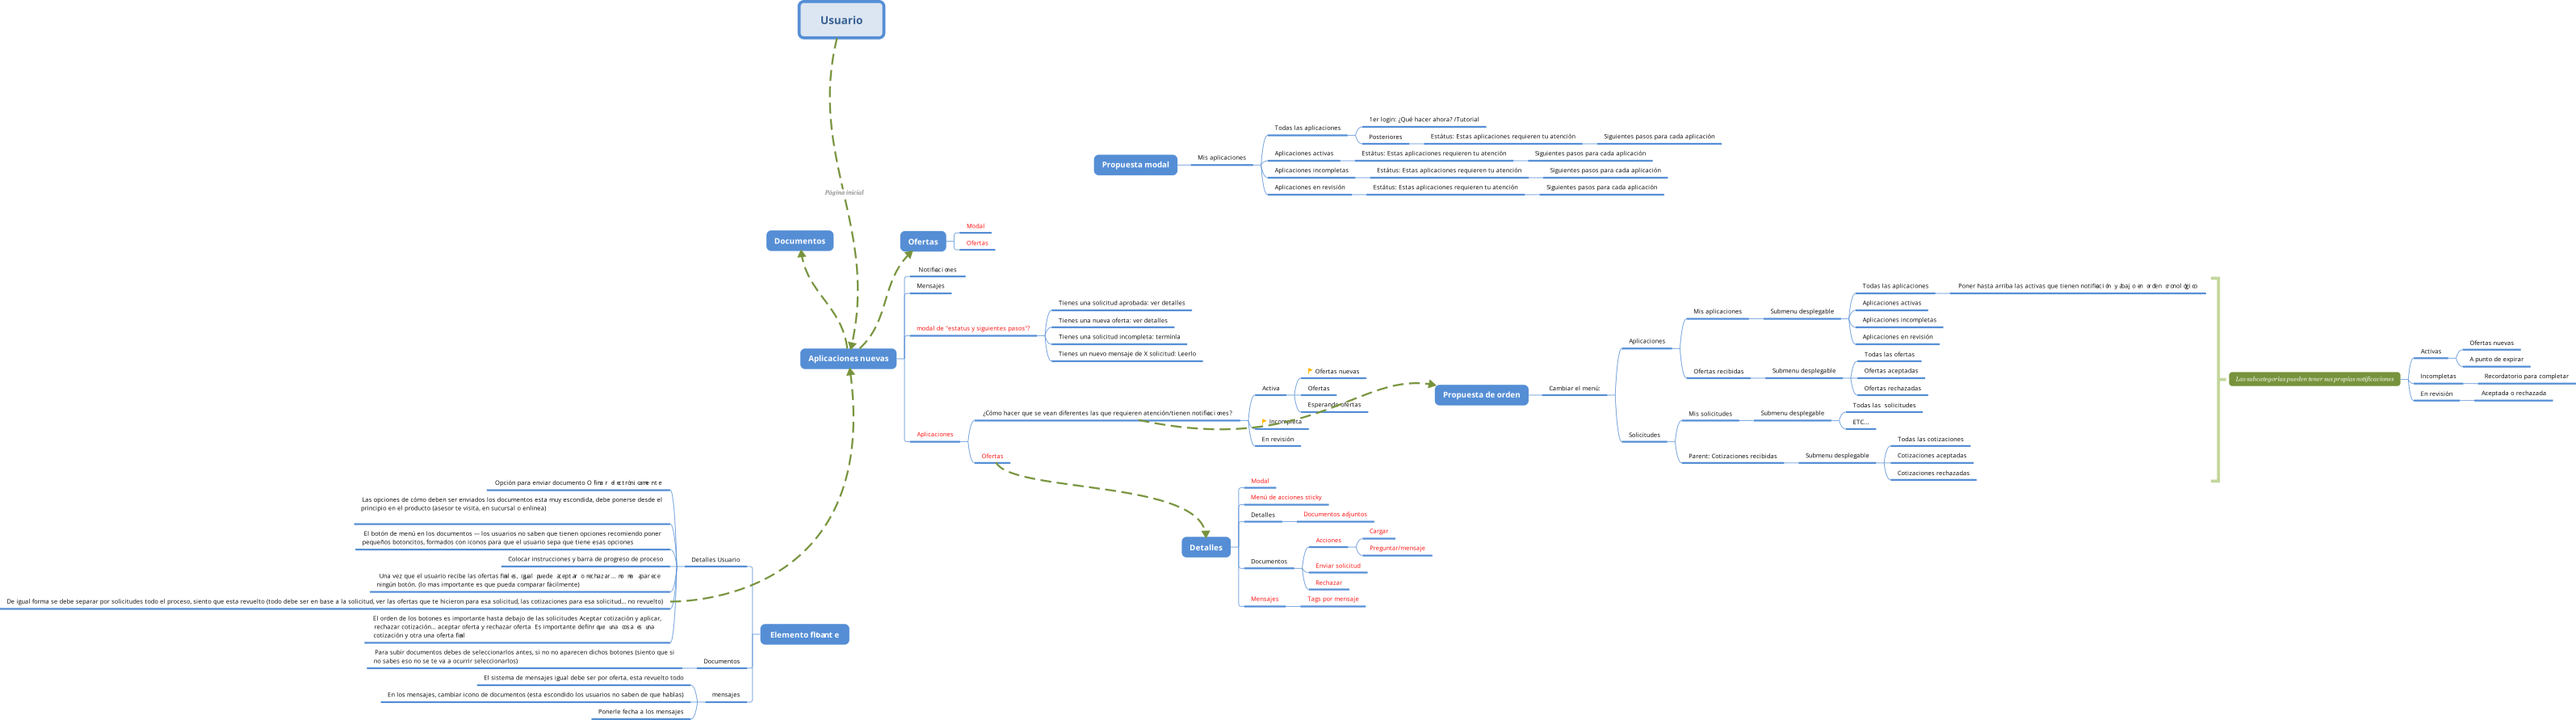 Usuario
Página inicial
Propuesta modal
Mis aplicaciones
Todas las aplicaciones
1er login: ¿Qué hacer ahora? /Tutorial
Posteriores
Estátus: Estas aplicaciones requieren tu atención
Siguientes pasos para cada aplicación
Aplicaciones activas
Estátus: Estas aplicaciones requieren tu atención
Siguientes pasos para cada aplicación
Aplicaciones incompletas
Estátus: Estas aplicaciones requieren tu atención
Siguientes pasos para cada aplicación
Aplicaciones en revisión
Estátus: Estas aplicaciones requieren tu atención
Siguientes pasos para cada aplicación
Documentos
Ofertas
Modal
Ofertas
Aplicaciones nuevas
Notificaciones
Mensajes
modal de "estatus y siguientes pasos"?
Tienes una solicitud aprobada: ver detalles
Tienes una nueva oferta: ver detalles
Tienes una solicitud incompleta: terminla
Tienes un nuevo mensaje de X solicitud: Leerlo
Aplicaciones
¿Cómo hacer que se vean diferentes las que requieren atención/tienen notificaciones?
Activa
Ofertas nuevas
Ofertas
Esperando ofertas
Incompleta
En revisión
Ofertas
Propuesta de orden
Cambiar el menú:
Aplicaciones
Mis aplicaciones
Submenu desplegable
Todas las aplicaciones
Poner hasta arriba las activas que tienen notificación y abajo en orden cronológico
Aplicaciones activas
Aplicaciones incompletas
Aplicaciones en revisión
Ofertas recibidas
Submenu desplegable
Todas las ofertas
Ofertas aceptadas
Ofertas rechazadas
Solicitudes
Mis solicitudes
Submenu desplegable
Todas las solicitudes
ETC...
Parent: Cotizaciones recibidas
Submenu desplegable
Todas las cotizaciones
Cotizaciones aceptadas
Cotizaciones rechazadas
Las subcategorías pueden tener sus propias notificaciones
Activas
Ofertas nuevas
A punto de expirar
Incompletas
Recordatorio para completar
En revisión
Aceptada o rechazada
Detalles
Modal
Menú de acciones sticky
Detalles
Documentos adjuntos
Documentos
Acciones
Cargar
Preguntar/mensaje
Enviar solicitud
Rechazar
Mensajes
Tags por mensaje
Elemento flotante
Detalles Usuario
Opción para enviar documento O firmar electrónicamente
Las opciones de cómo deben ser enviados los documentos esta muy escondida, debe ponerse desde el
principio en el producto (asesor te visita, en sucursal o enlinea)
El botón de menú en los documentos — los usuarios no saben que tienen opciones recomiendo poner
pequeños botoncitos, formados con iconos para que el usuario sepa que tiene esas opciones
Colocar instrucciones y barra de progreso de proceso
Una vez que el usuario recibe las ofertas finales, igual puede aceptar o rechazar... no me aparece
ningún botón. (lo mas importante es que pueda comparar fácilmente)
De igual forma se debe separar por solicitudes todo el proceso, siento que esta revuelto (todo debe ser en base a la solicitud, ver las ofertas que te hicieron para esa solicitud, las cotizaciones para esa solicitud... no revuelto)
El orden de los botones es importante hasta debajo de las solicitudes Aceptar cotización y aplicar,
rechazar cotización... aceptar oferta y rechazar oferta Es importante definir que una cosa es una
cotización y otra una oferta final
Documentos
Para subir documentos debes de seleccionarlos antes, si no no aparecen dichos botones (siento que si
no sabes eso no se te va a ocurrir seleccionarlos)
mensajes
El sistema de mensajes igual debe ser por oferta, esta revuelto todo
En los mensajes, cambiar icono de documentos (esta escondido los usuarios no saben de que hablas)
Ponerle fecha a los mensajes